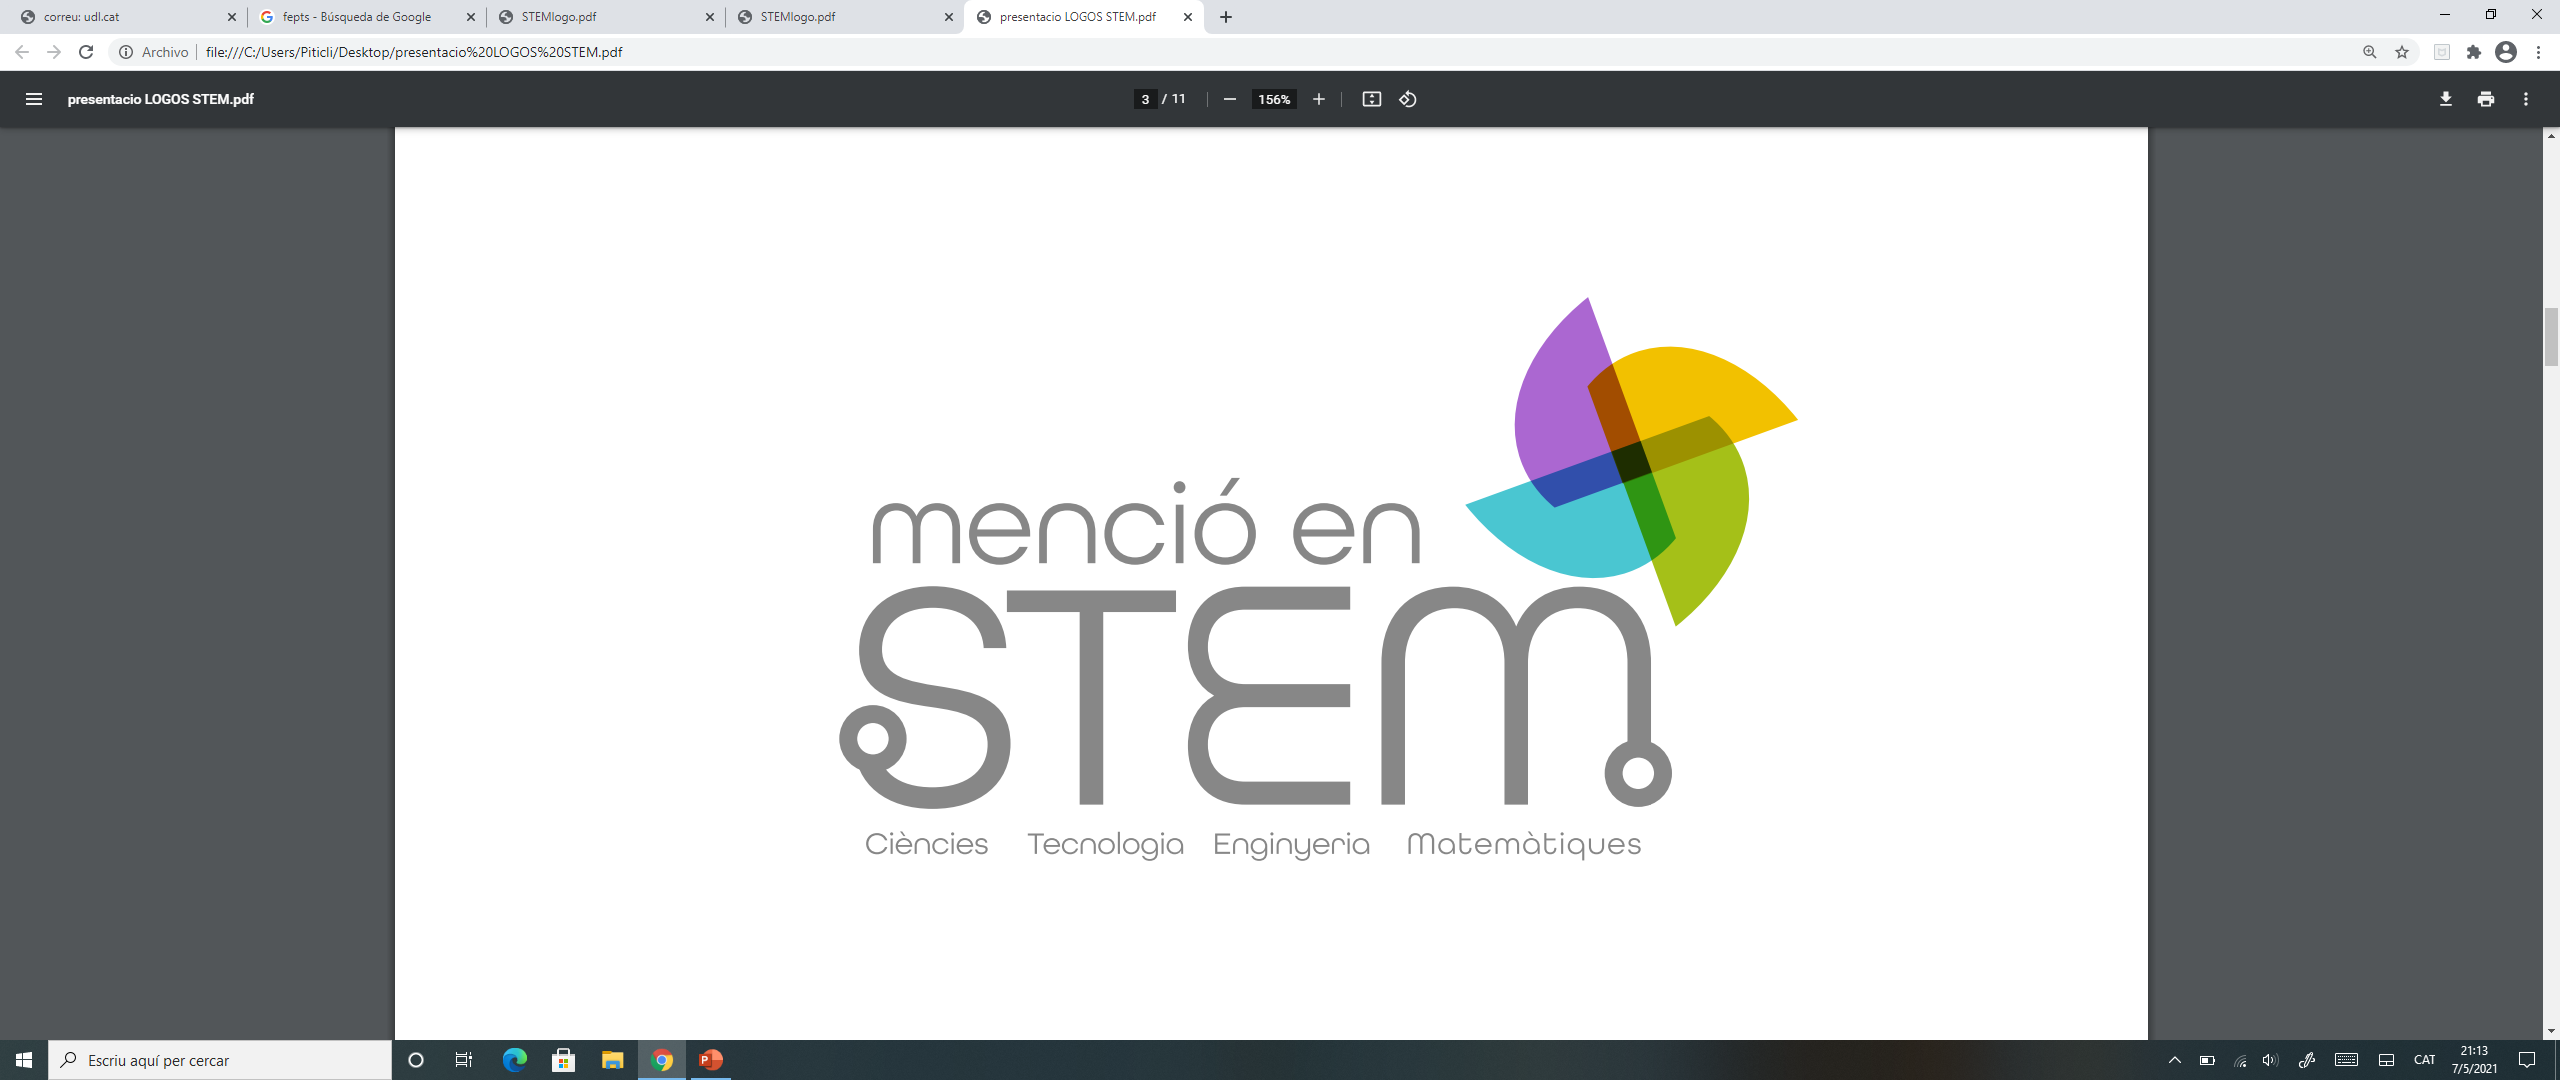 correu: udl.cat
fepts - Búsqueda de Google
STEMlogo.pdf
STEMlogo.pdf
presentacio LOGOS STEM.pdf
Archivo
file:///C:/Users/Piticli/Desktop/presentacio%20LOGOS%20STEM.pdf
presentacio LOGOS STEM.pdf
3 / 11
156%
menció en
STEM
Ciències Tecnologia Enginyeria Matemàtiques
Escriu aquí per cercar
CAT
21:13
7/5/2021